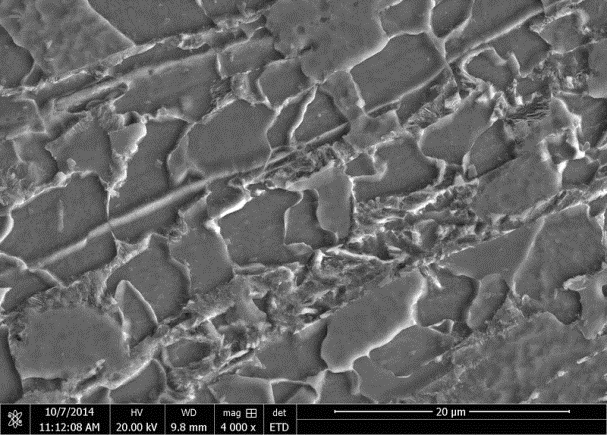 10/7/2014 HV WD mag det 20 µm
11:12:08 AM 20.00 kV 9.8 mm 4 000 x ETD